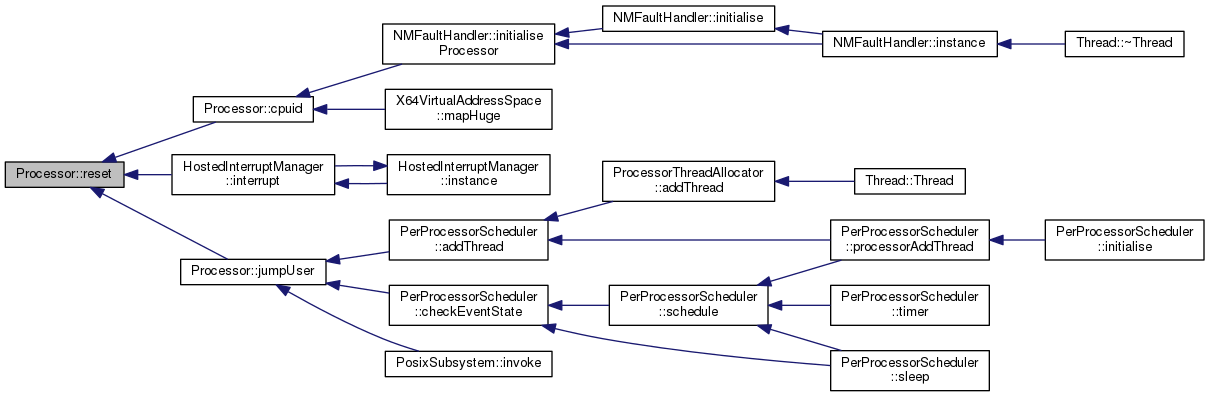 Processor::reset
Processor::cpuid
NMFaultHandler::initialise
Processor
NMFaultHandler::initialise
NMFaultHandler::instance
Thread::~Thread
X64VirtualAddressSpace
::mapHuge
HostedInterruptManager
::interrupt
HostedInterruptManager
::instance
Processor::jumpUser
PerProcessorScheduler
::addThread
ProcessorThreadAllocator
::addThread
Thread::Thread
PerProcessorScheduler
::processorAddThread
PerProcessorScheduler
::initialise
PerProcessorScheduler
::checkEventState
PerProcessorScheduler
::schedule
PerProcessorScheduler
::timer
PerProcessorScheduler
::sleep
PosixSubsystem::invoke